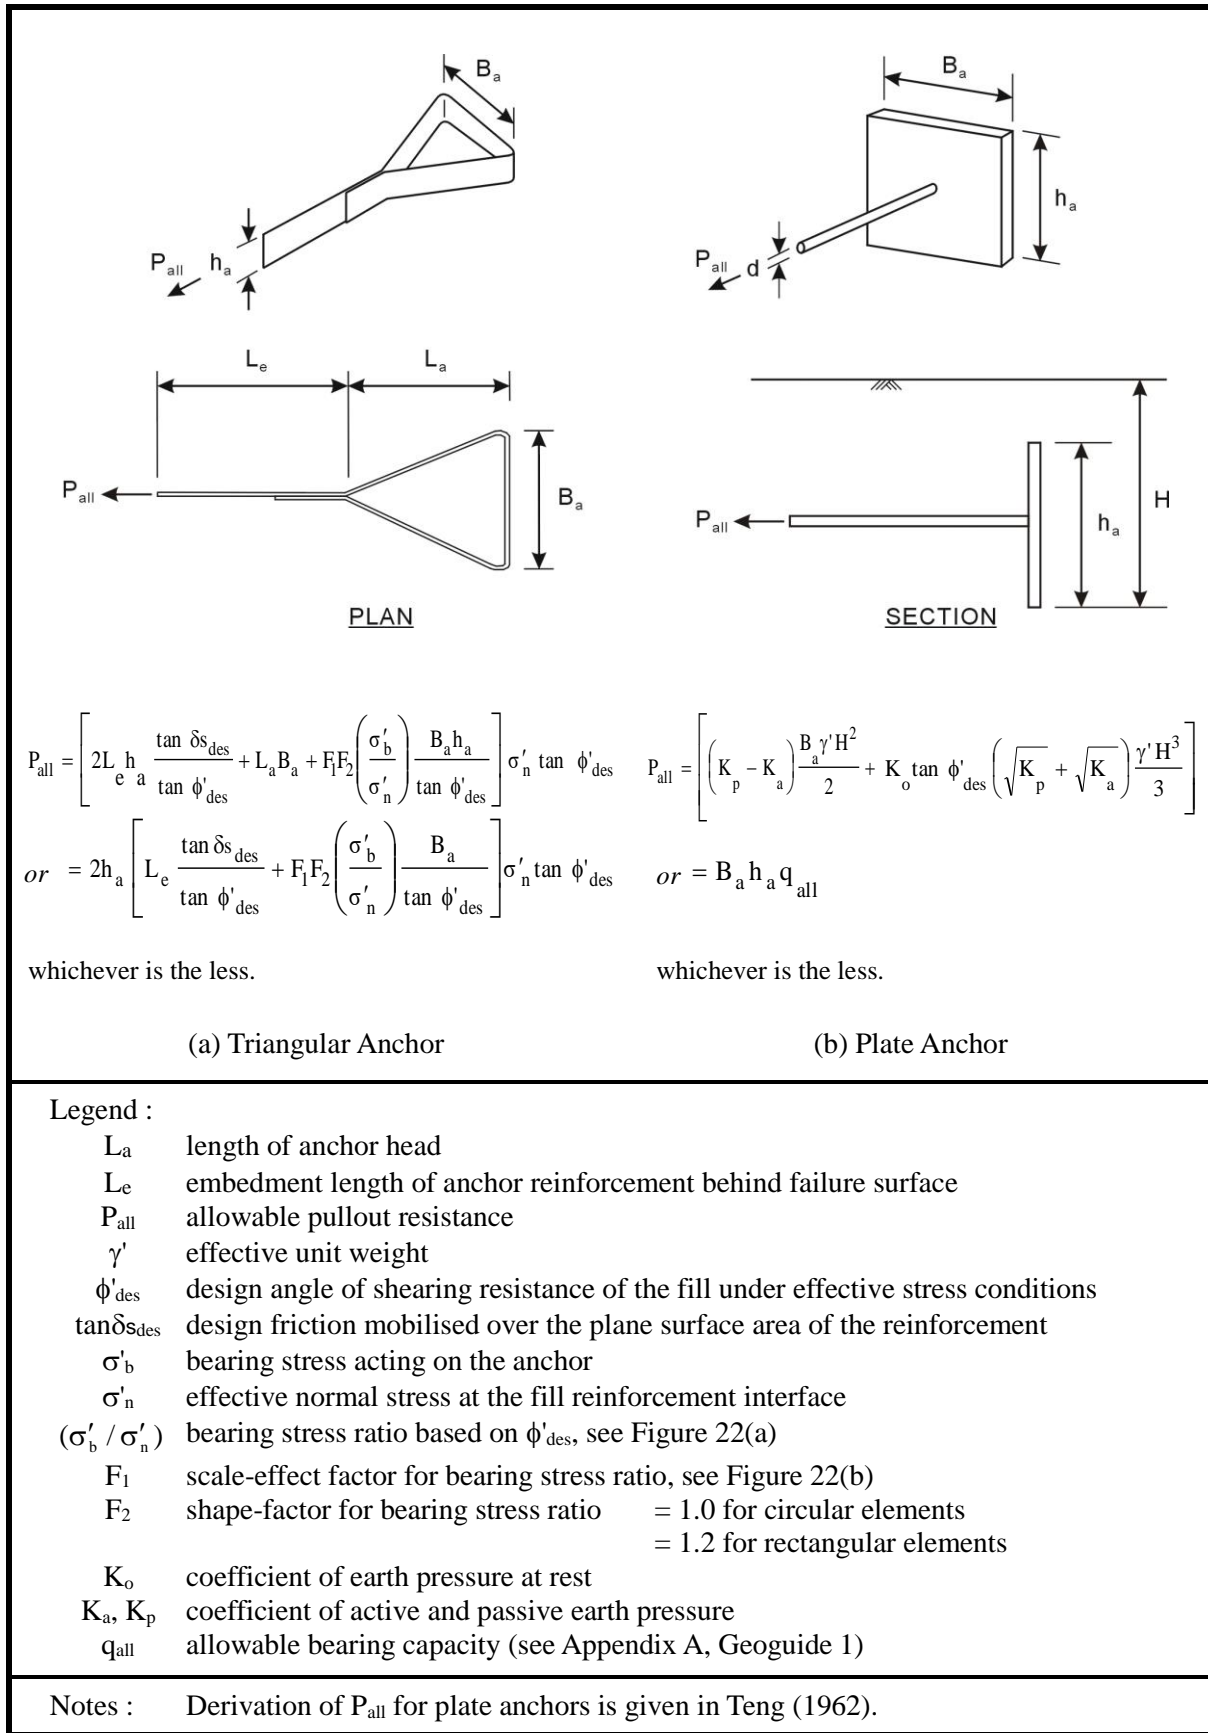 B_a
P_all
h_a
B_a
h_a
P_all
d
L_e
L_a
P_all
B_a
PLAN
P_all
h_a
H
SECTION
P_all = [ 2L_e h_a (tan δs_des / tan ϕ'_des) + L_a B_a + F_1F_2 (σ′_b / σ′_n) (B_a h_a / tan ϕ'_des) ] σ′_n tan ϕ'_des
or = 2h_a [ L_e (tan δs_des / tan ϕ'_des) + F_1F_2 (σ′_b / σ′_n) (B_a / tan ϕ'_des) ] σ′_n tan ϕ'_des
whichever is the less.
(a) Triangular Anchor
P_all = [ (K_p − K_a) (B_a γ' H² / 2) + K_o tan ϕ'_des (√K_p + √K_a) (γ' H³ / 3) ]
or = B_a h_a q_all
whichever is the less.
(b) Plate Anchor
Legend :
L_a length of anchor head
L_e embedment length of anchor reinforcement behind failure surface
P_all allowable pullout resistance
γ' effective unit weight
ϕ'_des design angle of shearing resistance of the fill under effective stress conditions
tanδs_des design friction mobilised over the plane surface area of the reinforcement
σ'_b bearing stress acting on the anchor
σ'_n effective normal stress at the fill reinforcement interface
(σ′_b / σ′_n) bearing stress ratio based on ϕ'_des, see Figure 22(a)
F_1 scale-effect factor for bearing stress ratio, see Figure 22(b)
F_2 shape-factor for bearing stress ratio = 1.0 for circular elements
= 1.2 for rectangular elements
K_o coefficient of earth pressure at rest
K_a, K_p coefficient of active and passive earth pressure
q_all allowable bearing capacity (see Appendix A, Geoguide 1)
Notes : Derivation of P_all for plate anchors is given in Teng (1962).